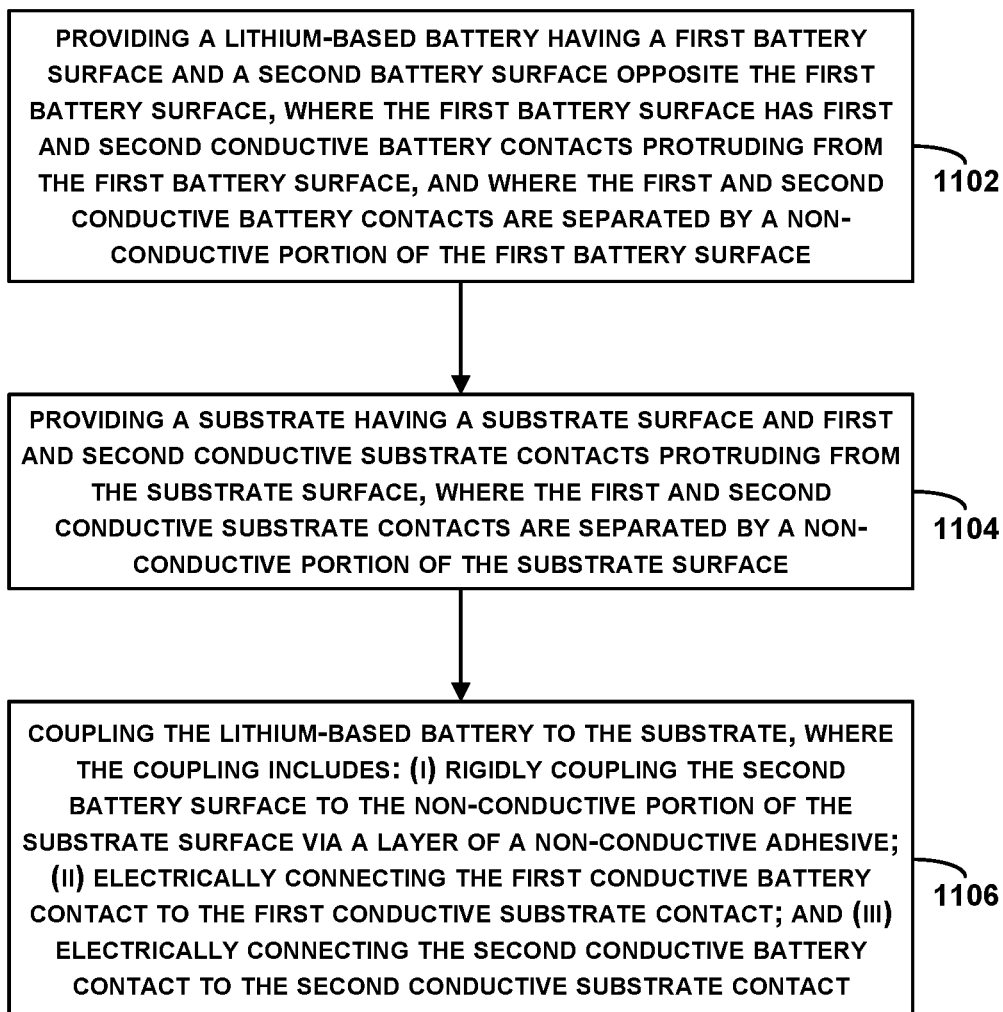 PROVIDING A LITHIUM-BASED BATTERY HAVING A FIRST BATTERY
SURFACE AND A SECOND BATTERY SURFACE OPPOSITE THE FIRST
BATTERY SURFACE, WHERE THE FIRST BATTERY SURFACE HAS FIRST
AND SECOND CONDUCTIVE BATTERY CONTACTS PROTRUDING FROM
THE FIRST BATTERY SURFACE, AND WHERE THE FIRST AND SECOND
CONDUCTIVE BATTERY CONTACTS ARE SEPARATED BY A NON-
CONDUCTIVE PORTION OF THE FIRST BATTERY SURFACE
1102
PROVIDING A SUBSTRATE HAVING A SUBSTRATE SURFACE AND FIRST
AND SECOND CONDUCTIVE SUBSTRATE CONTACTS PROTRUDING FROM
THE SUBSTRATE SURFACE, WHERE THE FIRST AND SECOND
CONDUCTIVE SUBSTRATE CONTACTS ARE SEPARATED BY A NON-
CONDUCTIVE PORTION OF THE SUBSTRATE SURFACE
1104
COUPLING THE LITHIUM-BASED BATTERY TO THE SUBSTRATE, WHERE
THE COUPLING INCLUDES: (I) RIGIDLY COUPLING THE SECOND
BATTERY SURFACE TO THE NON-CONDUCTIVE PORTION OF THE
SUBSTRATE SURFACE VIA A LAYER OF A NON-CONDUCTIVE ADHESIVE;
(II) ELECTRICALLY CONNECTING THE FIRST CONDUCTIVE BATTERY
CONTACT TO THE FIRST CONDUCTIVE SUBSTRATE CONTACT; AND (III)
ELECTRICALLY CONNECTING THE SECOND CONDUCTIVE BATTERY
CONTACT TO THE SECOND CONDUCTIVE SUBSTRATE CONTACT
1106